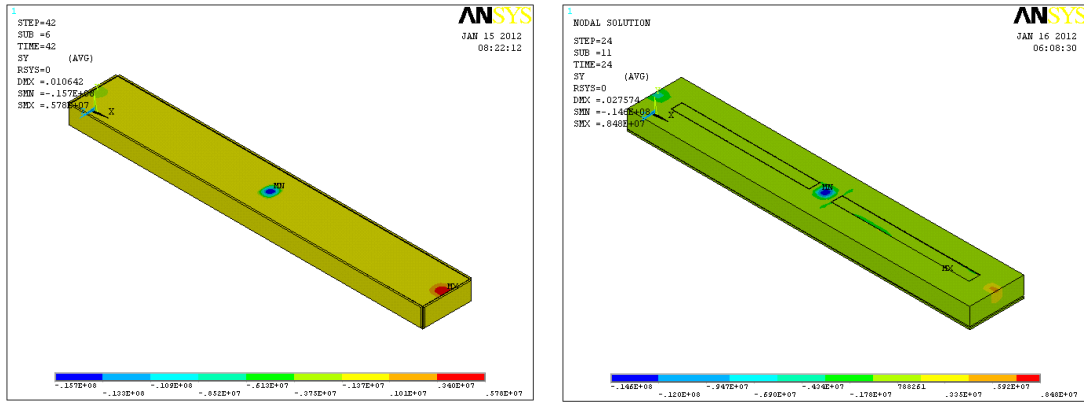 1
ANSYS
JAN 15 2012
08:22:12
STEP=42
SUB =6
TIME=42
SY (AVG)
RSYS=0
DMX =.010642
SMN =-.157E+08
SMX =.578E+07
X
MN
MX
-.157E+08 -.109E+08 -.613E+07 -.137E+07 .340E+07
-.133E+08 -.852E+07 -.375E+07 .101E+07 .578E+07
1
ANSYS
JAN 16 2012
06:08:30
NODAL SOLUTION
STEP=24
SUB =11
TIME=24
SY (AVG)
RSYS=0
DMX =.027574
SMN =-.146E+08
SMX =.848E+07
X
MN
MX
-.146E+08 -.947E+07 -.434E+07 788261 .592E+07
-.120E+08 -.690E+07 -.178E+07 .335E+07 .848E+07